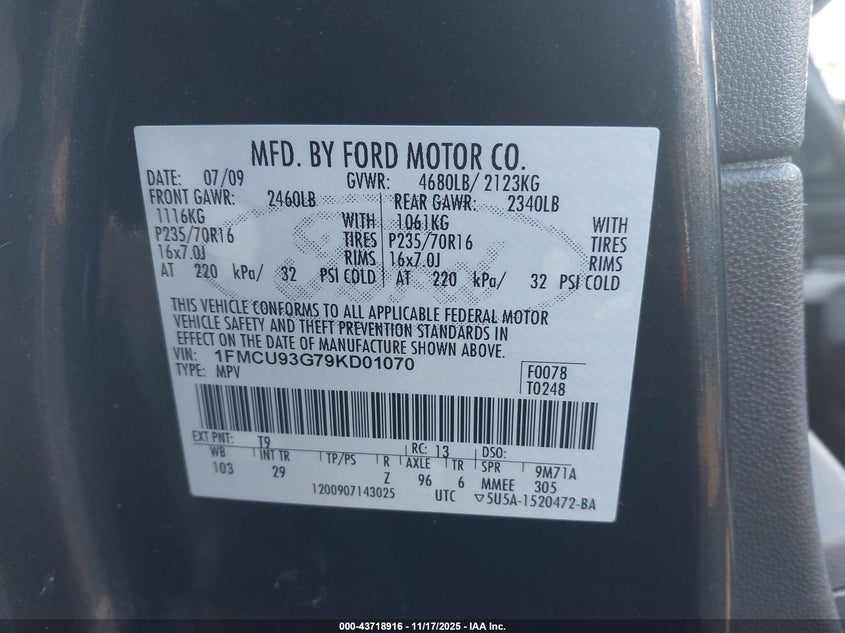 MFD. BY FORD MOTOR CO.
DATE: 07/09 GVWR: 4680LB/ 2123KG
FRONT GAWR: 2460LB REAR GAWR: 2340LB
1116KG WITH 1061KG WITH
P235/70R16 TIRES P235/70R16 TIRES
16x7.0J RIMS 16x7.0J RIMS
AT 220 kPa/ 32 PSI COLD AT 220 kPa/ 32 PSI COLD
THIS VEHICLE CONFORMS TO ALL APPLICABLE FEDERAL MOTOR
VEHICLE SAFETY AND THEFT PREVENTION STANDARDS IN
EFFECT ON THE DATE OF MANUFACTURE SHOWN ABOVE.
VIN: 1FMCU93G79KD01070
TYPE: MPV
F0078
T0248
EXT PNT: T9 RC: 13 DSO:
WB INT TR TP/PS R AXLE TR SPR 9M71A
103 29 Z 96 6 MMEE 305
1200907143025 UTC ▽5U5A-1520472-BA
000-43718916 - 11/17/2025 - IAA Inc.